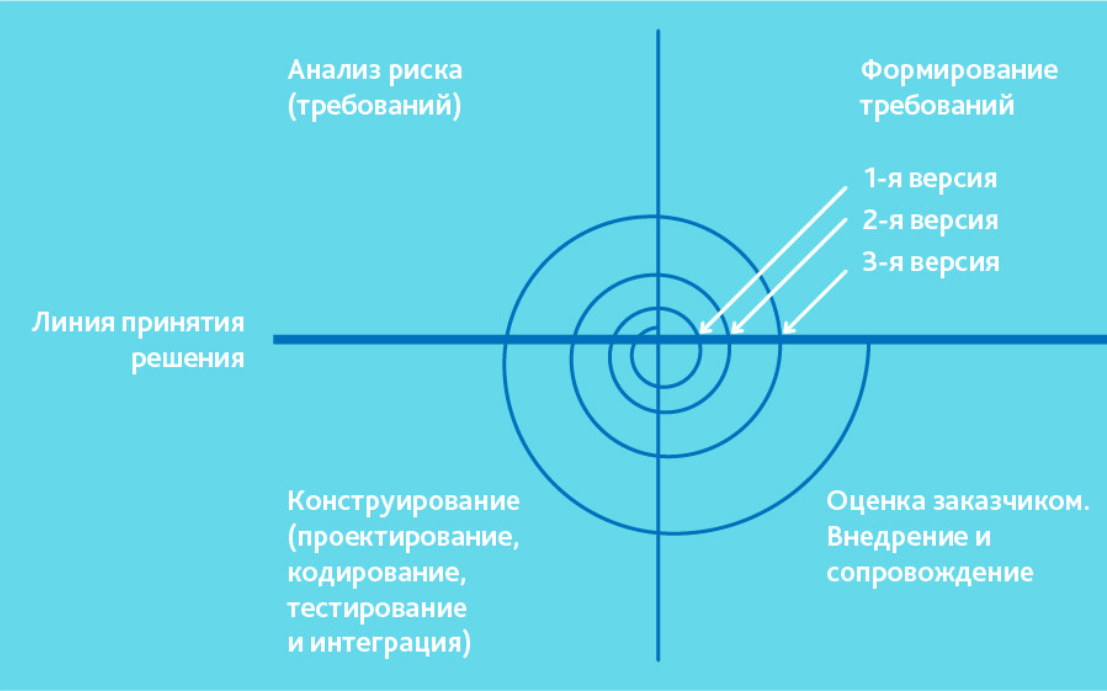 Анализ риска
(требований)
Формирование
требований
1-я версия
2-я версия
3-я версия
Линия принятия
решения
Конструирование
(проектирование,
кодирование,
тестирование
и интеграция)
Оценка заказчиком.
Внедрение и
сопровождение